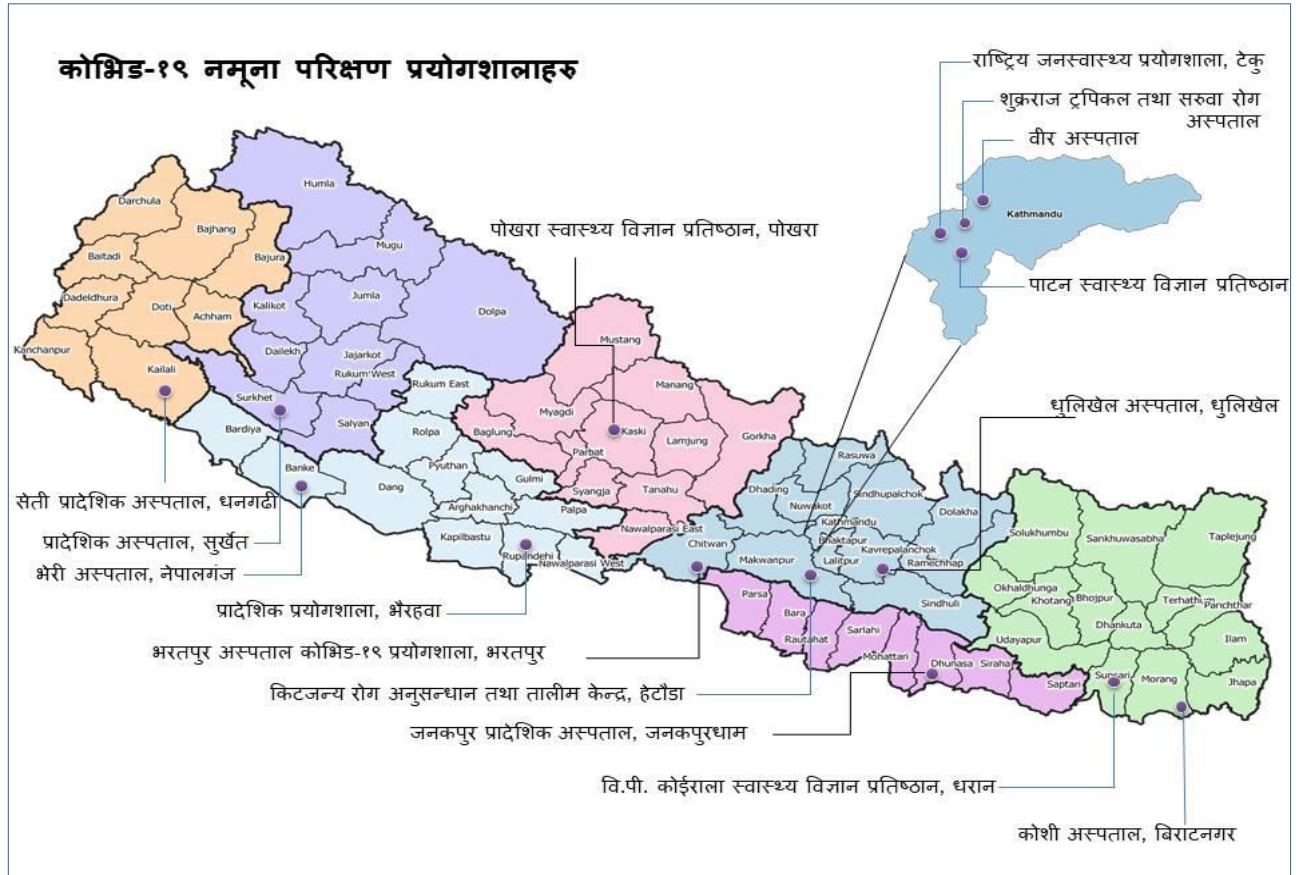 कोभिड-१९ नमूना परिक्षण प्रयोगशालाहरु
राष्ट्रिय जनस्वास्थ्य प्रयोगशाला, टेकु
शुक्रराज ट्रपिकल तथा सरुवा रोग
अस्पताल
वीर अस्पताल
Kathmandu
पाटन स्वास्थ्य विज्ञान प्रतिष्ठान
पोखरा स्वास्थ्य विज्ञान प्रतिष्ठान, पोखरा
धुलिखेल अस्पताल, धुलिखेल
Humla
Darchula
Bajhang
Mugu
Baitadi
Bajura
Dadeldhura
Doti
Achham
Kalikot
Jumla
Dolpa
Kanchanpur
Kailali
Dailekh
Jajarkot
Rukum West
Rukum East
Surkhet
Salyan
Bardiya
Banke
Rolpa
Pyuthan
Dang
Gulmi
Arghakhanchi
Palpa
Kapilbastu
Rupandehi
Nawalparasi West
Mustang
Manang
Myagdi
Baglung
Kaski
Lamjung
Gorkha
Parbat
Syangja
Tanahu
Nawalparasi East
Rasuwa
Dhading
Nuwakot
Sindhupalchok
Dolakha
Kathmandu
Bhaktapur
Kavrepalanchok
Chitwan
Makwanpur
Lalitpur
Ramechhap
Sindhuli
Parsa
Bara
Rautahat
Sarlahi
Mohattari
Dhunasa
Siraha
Saptari
Solukhumbu
Sankhuwasabha
Taplejung
Okhaldhunga
Khotang
Bhojpur
Terhathum
Panchthar
Dhankuta
Udayapur
Ilam
Sunsari
Morang
Jhapa
सेती प्रादेशिक अस्पताल, धनगढी
प्रादेशिक अस्पताल, सुर्खेत
भेरी अस्पताल, नेपालगंज
प्रादेशिक प्रयोगशाला, भैरहवा
भरतपुर अस्पताल कोभिड-१९ प्रयोगशाला, भरतपुर
किटजन्य रोग अनुसन्धान तथा तालीम केन्द्र, हेटौडा
जनकपुर प्रादेशिक अस्पताल, जनकपुरधाम
वि.पी. कोईराला स्वास्थ्य विज्ञान प्रतिष्ठान, धरान
कोशी अस्पताल, बिराटनगर